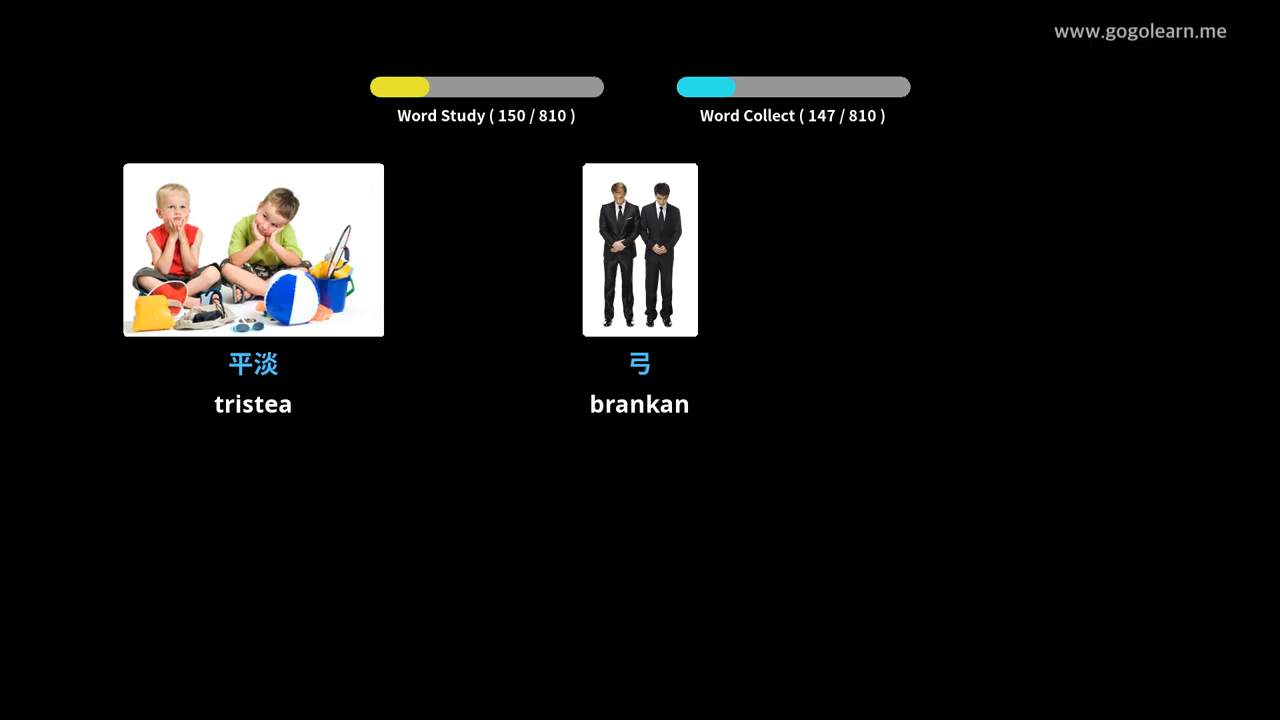 www.gogolearn.me
Word Study ( 150 / 810 )
Word Collect ( 147 / 810 )
平淡
弓
tristea
brankan